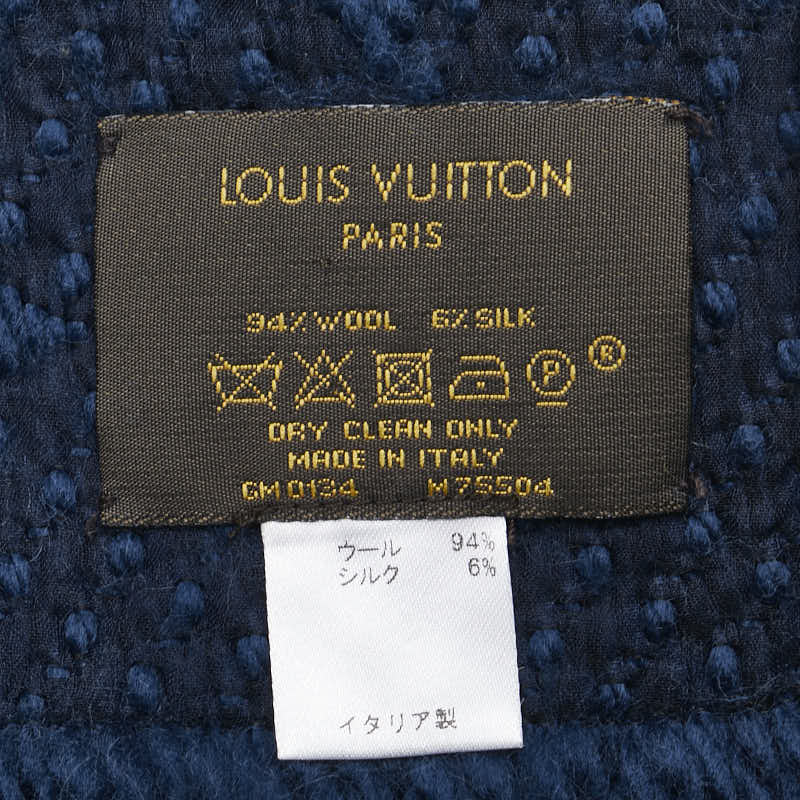 LOUIS VUITTON
PARIS
94% WOOL 6% SILK
P ®
DRY CLEAN ONLY
MADE IN ITALY
GM0134 M75504
ウール 94%
シルク 6%
イタリア製